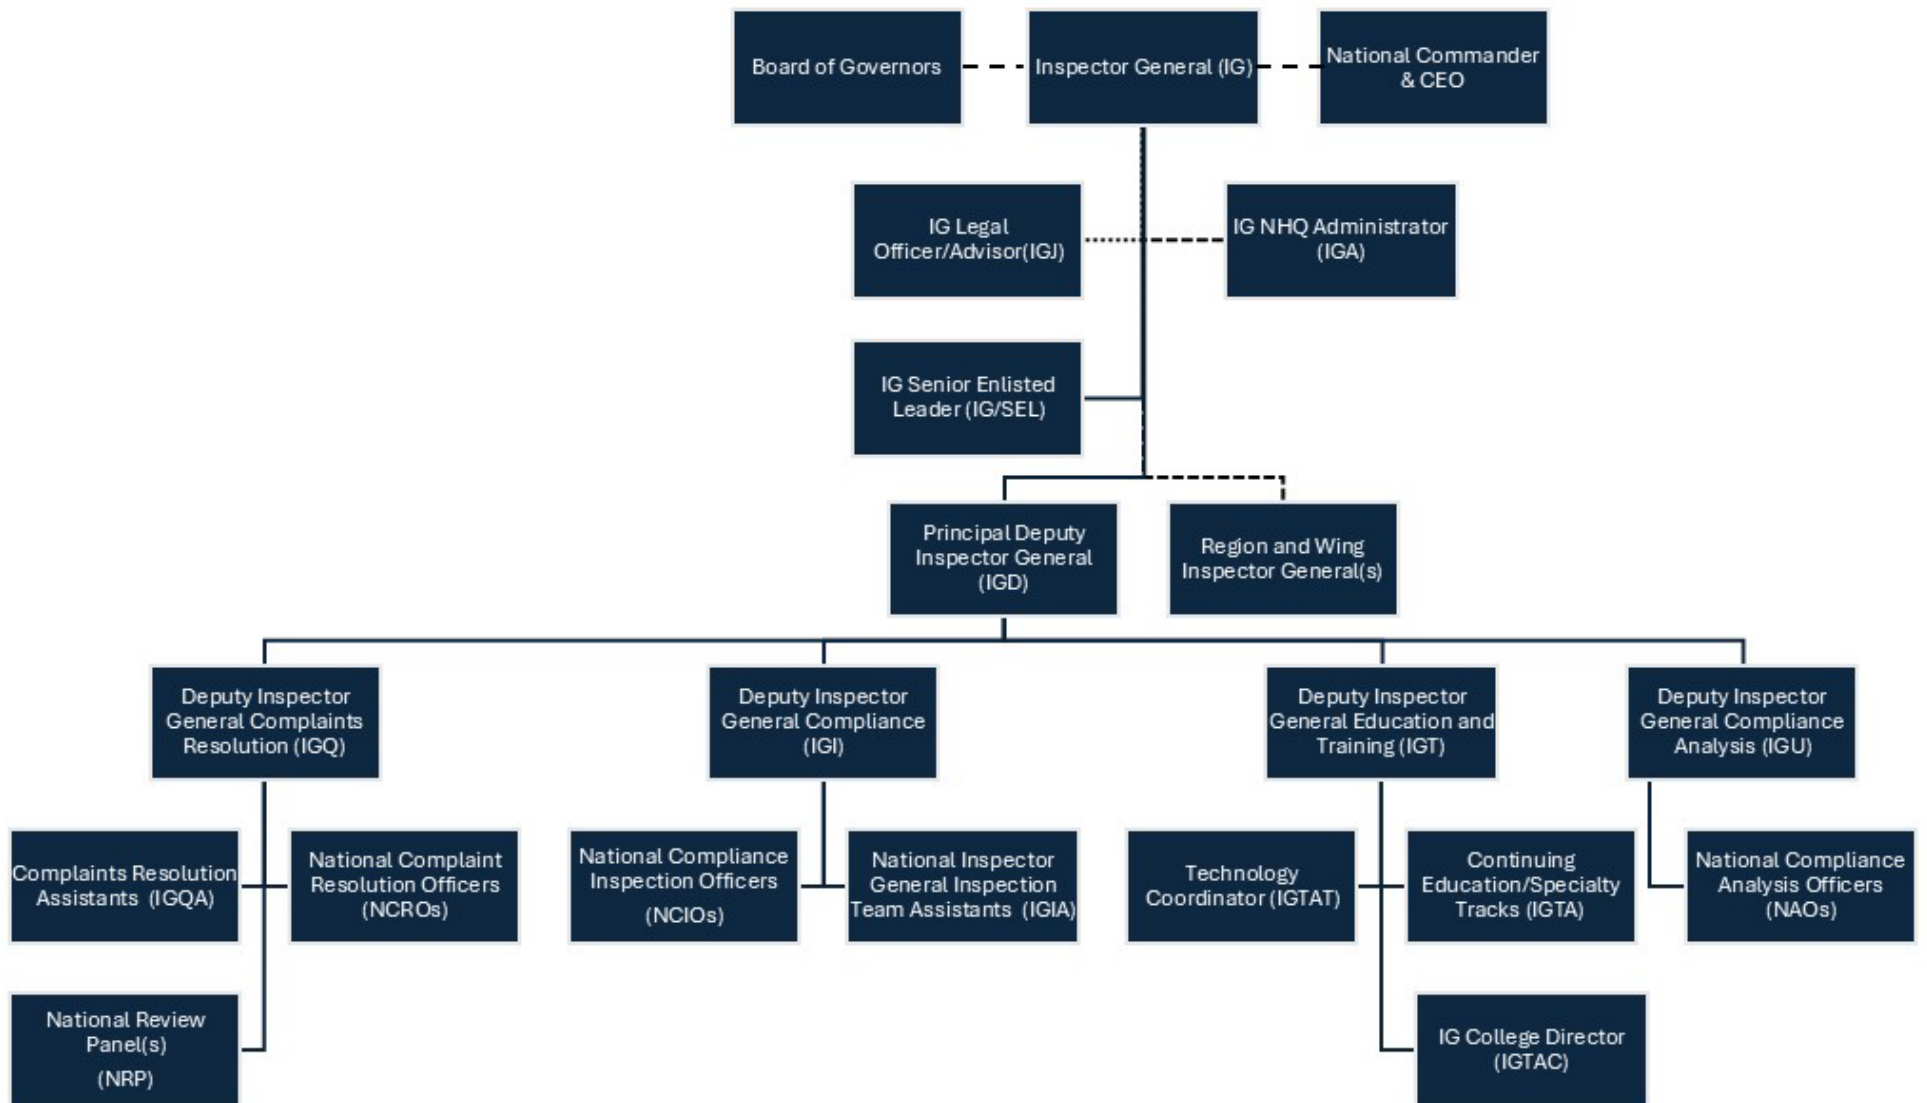 Board of Governors
Inspector General (IG)
National Commander
& CEO
IG Legal
Officer/Advisor(IGJ)
IG NHQ Administrator
(IGA)
IG Senior Enlisted
Leader (IG/SEL)
Principal Deputy
Inspector General
(IGD)
Region and Wing
Inspector General(s)
Deputy Inspector
General Complaints
Resolution (IGQ)
Deputy Inspector
General Compliance
(IGI)
Deputy Inspector
General Education and
Training (IGT)
Deputy Inspector
General Compliance
Analysis (IGU)
Complaints Resolution
Assistants (IGQA)
National Complaint
Resolution Officers
(NCROs)
National Compliance
Inspection Officers
(NCIOs)
National Inspector
General Inspection
Team Assistants (IGIA)
Technology
Coordinator (IGTAT)
Continuing
Education/Specialty
Tracks (IGTA)
National Compliance
Analysis Officers
(NAOs)
National Review
Panel(s)
(NRP)
IG College Director
(IGTAC)